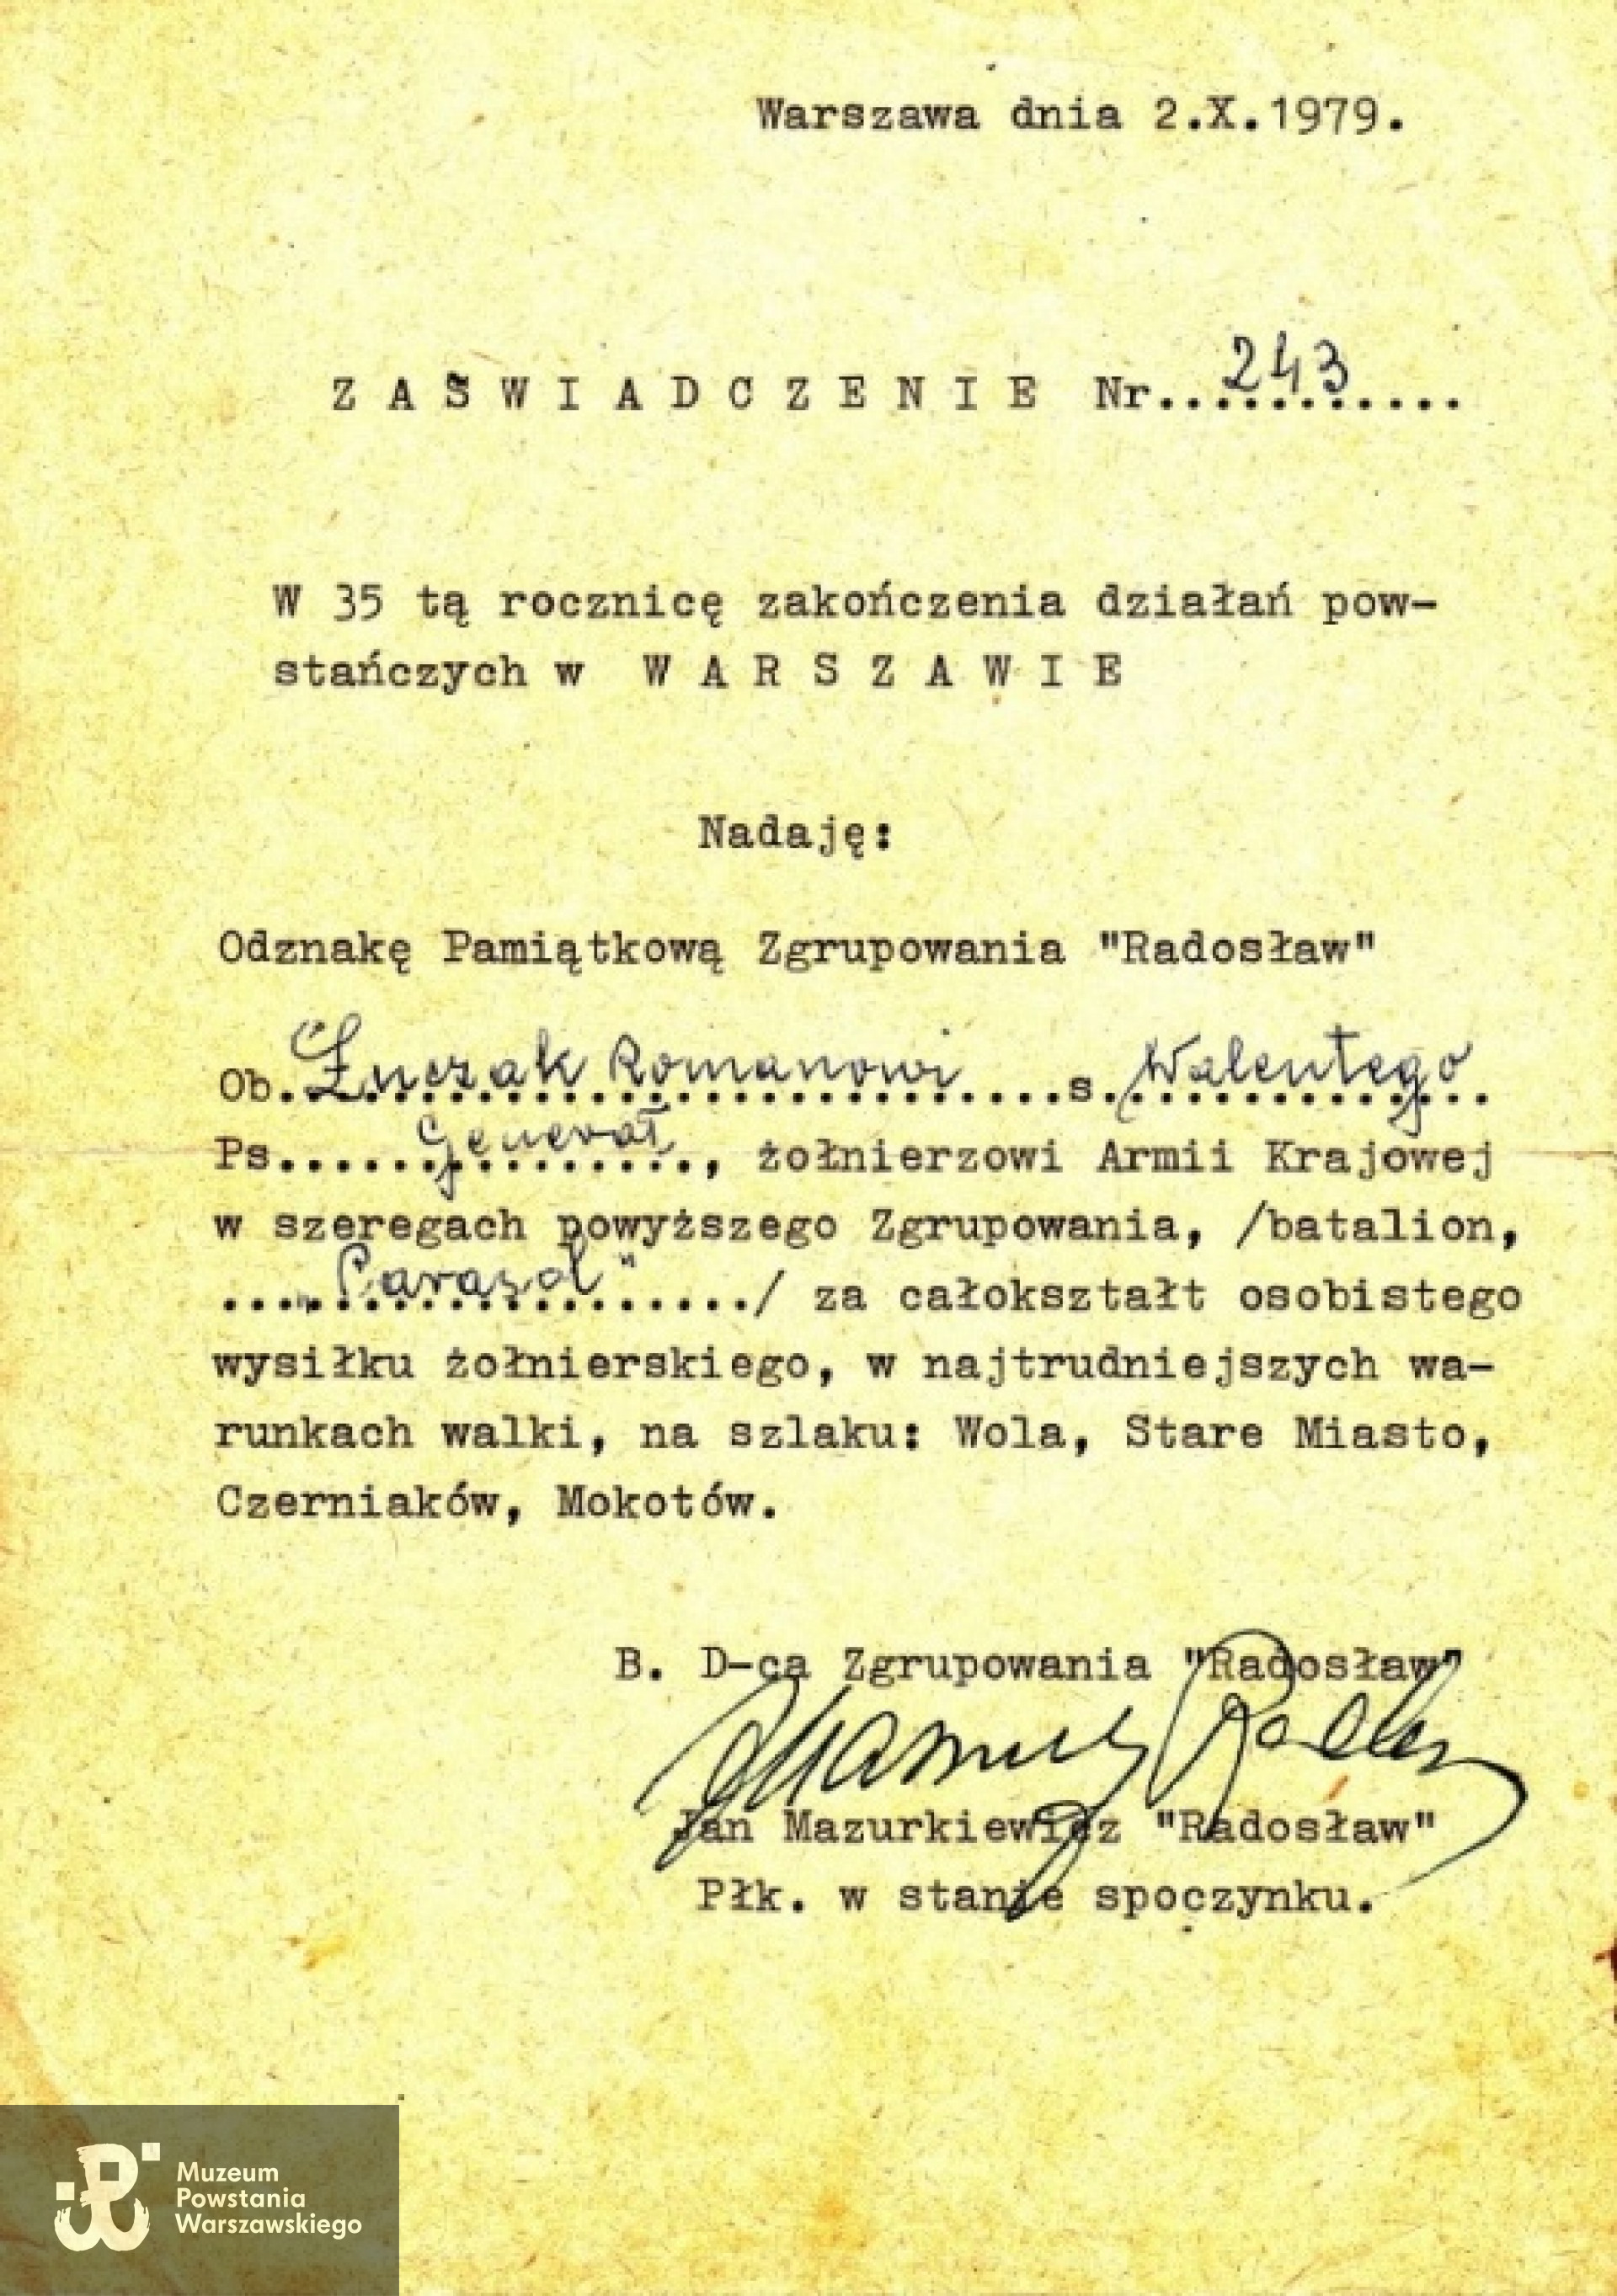 Warszawa dnia 2.X.1979.
ZAŚWIADCZENIE Nr..243..........
W 35 tą rocznicę zakończenia działań pow-
stańczych w WARSZAWIE
Nadaję:
Odznakę Pamiątkową Zgrupowania "Radosław"
Ob. Łuczak Romanowi s. Walentego
Ps. Generał, żołnierzowi Armii Krajowej
w szeregach powyższego Zgrupowania, /batalion,
"Parasol"/ za całokształt osobistego
wysiłku żołnierskiego, w najtrudniejszych wa-
runkach walki, na szlaku: Wola, Stare Miasto,
Czerniaków, Mokotów.
B. D-ca Zgrupowania "Radosław"
Jan Mazurkiewicz "Radosław"
Płk. w stanie spoczynku.
Muzeum
Powstania
Warszawskiego